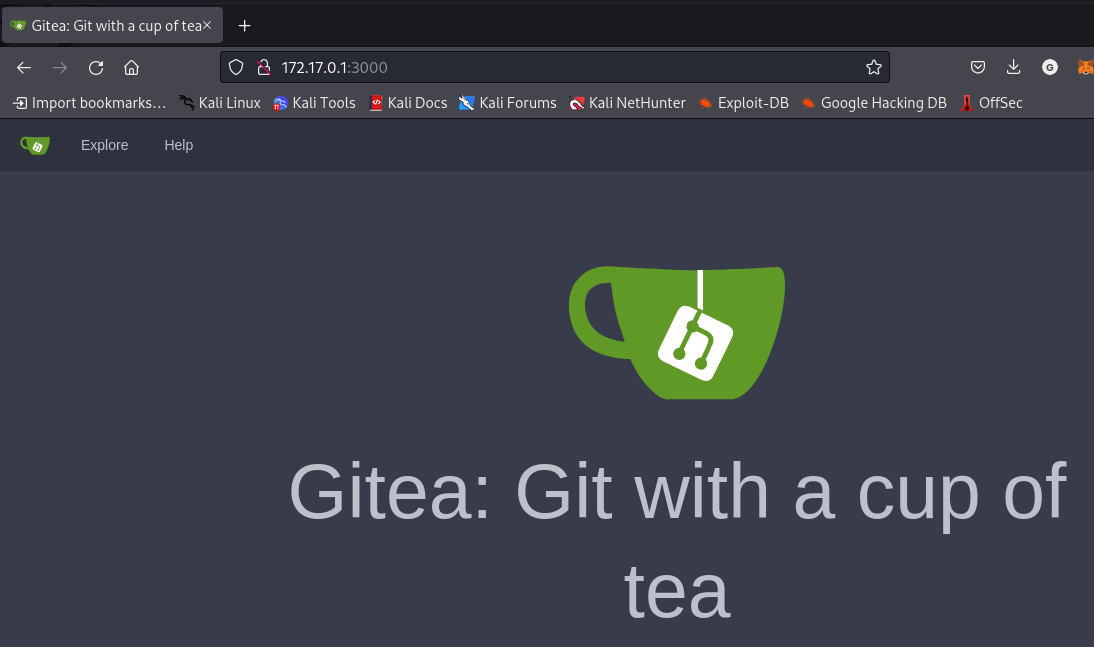 Gitea: Git with a cup of tea
172.17.0.1:3000
G
Import bookmarks… Kali Linux Kali Tools Kali Docs Kali Forums Kali NetHunter Exploit-DB Google Hacking DB OffSec
Explore Help
Gitea: Git with a cup of
tea